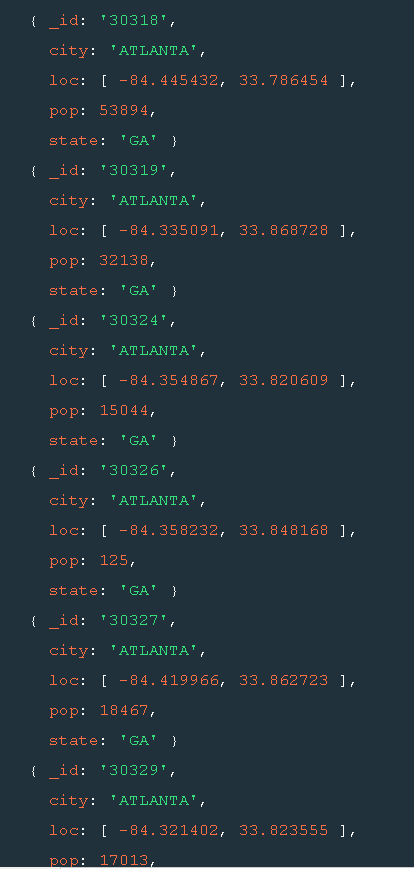 { _id: '30318',
city: 'ATLANTA',
loc: [ -84.445432, 33.786454 ],
pop: 53894,
state: 'GA' }
{ _id: '30319',
city: 'ATLANTA',
loc: [ -84.335091, 33.868728 ],
pop: 32138,
state: 'GA' }
{ _id: '30324',
city: 'ATLANTA',
loc: [ -84.354867, 33.820609 ],
pop: 15044,
state: 'GA' }
{ _id: '30326',
city: 'ATLANTA',
loc: [ -84.358232, 33.848168 ],
pop: 125,
state: 'GA' }
{ _id: '30327',
city: 'ATLANTA',
loc: [ -84.419966, 33.862723 ],
pop: 18467,
state: 'GA' }
{ _id: '30329',
city: 'ATLANTA',
loc: [ -84.321402, 33.823555 ],
pop: 17013,